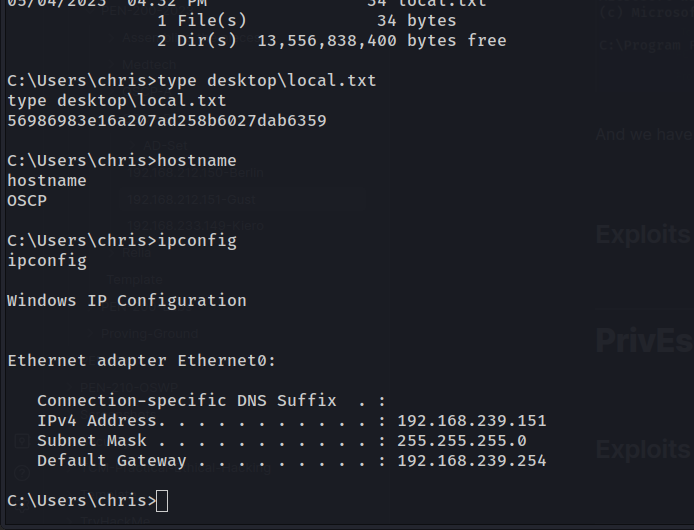 05/04/2023  04:32 PM                34 local.txt
               1 File(s)             34 bytes
               2 Dir(s)  13,556,838,400 bytes free
C:\Users\chris>type desktop\local.txt
type desktop\local.txt
56986983e16a207ad258b6027dab6359
C:\Users\chris>hostname
hostname
OSCP
C:\Users\chris>ipconfig
ipconfig
Windows IP Configuration
Ethernet adapter Ethernet0:
   Connection-specific DNS Suffix  . :
   IPv4 Address. . . . . . . . . . . : 192.168.239.151
   Subnet Mask . . . . . . . . . . . : 255.255.255.0
   Default Gateway . . . . . . . . . : 192.168.239.254
C:\Users\chris>
(c) Microsof
C:\Program
And we have
Exploits
PrivEs
Exploits